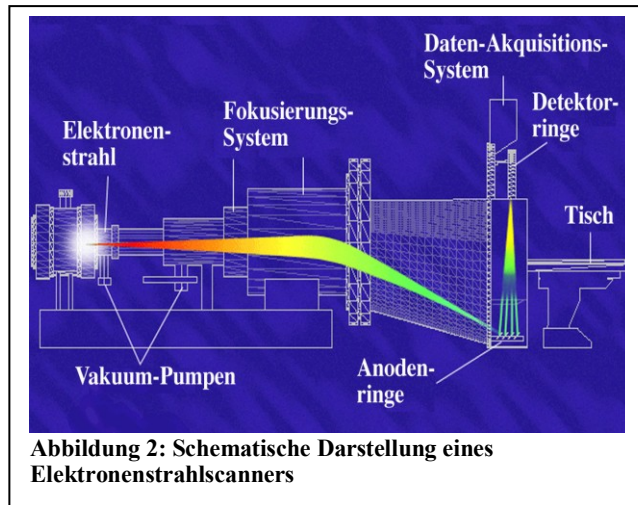 Daten-Akquisitions-
System
Detektor-
ringe
Fokusierungs-
System
Elektronen-
strahl
Tisch
Vakuum-Pumpen
Anoden-
ringe
Abbildung 2: Schematische Darstellung eines
Elektronenstrahlscanners